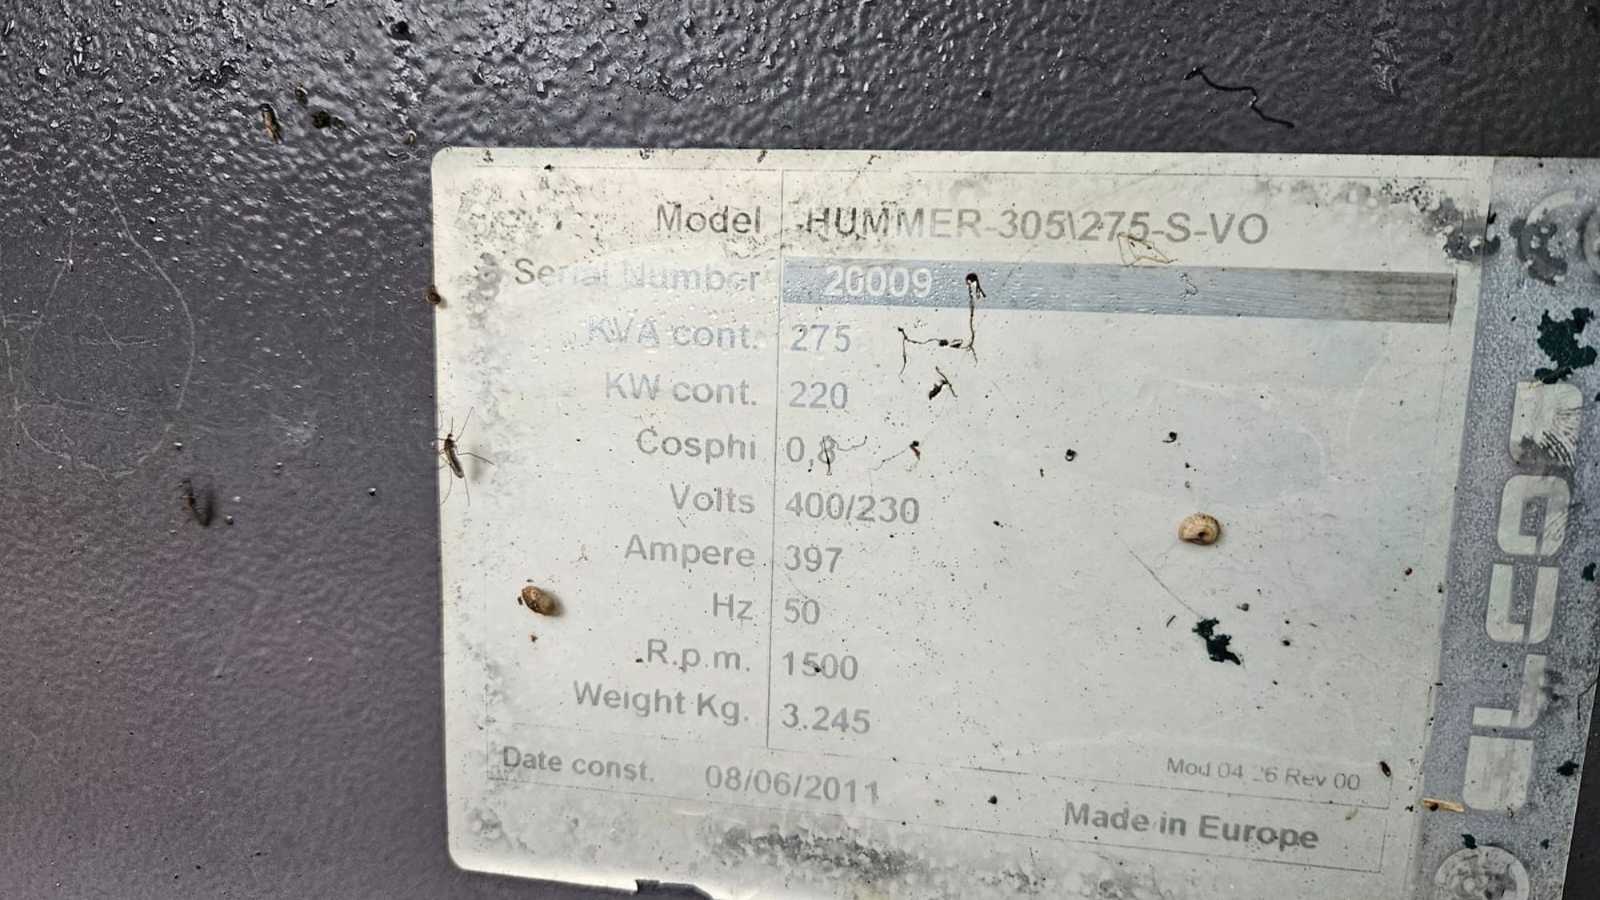 Model HUMMER-305\275-S-VO
Serial Number 20009
KVA cont. 275
KW cont. 220
Cosphi 0,8
Volts 400/230
Ampere 397
Hz 50
R.p.m. 1500
Weight Kg. 3.245
Date const. 08/06/2011
Mod 04 Rev 00
Made in Europe